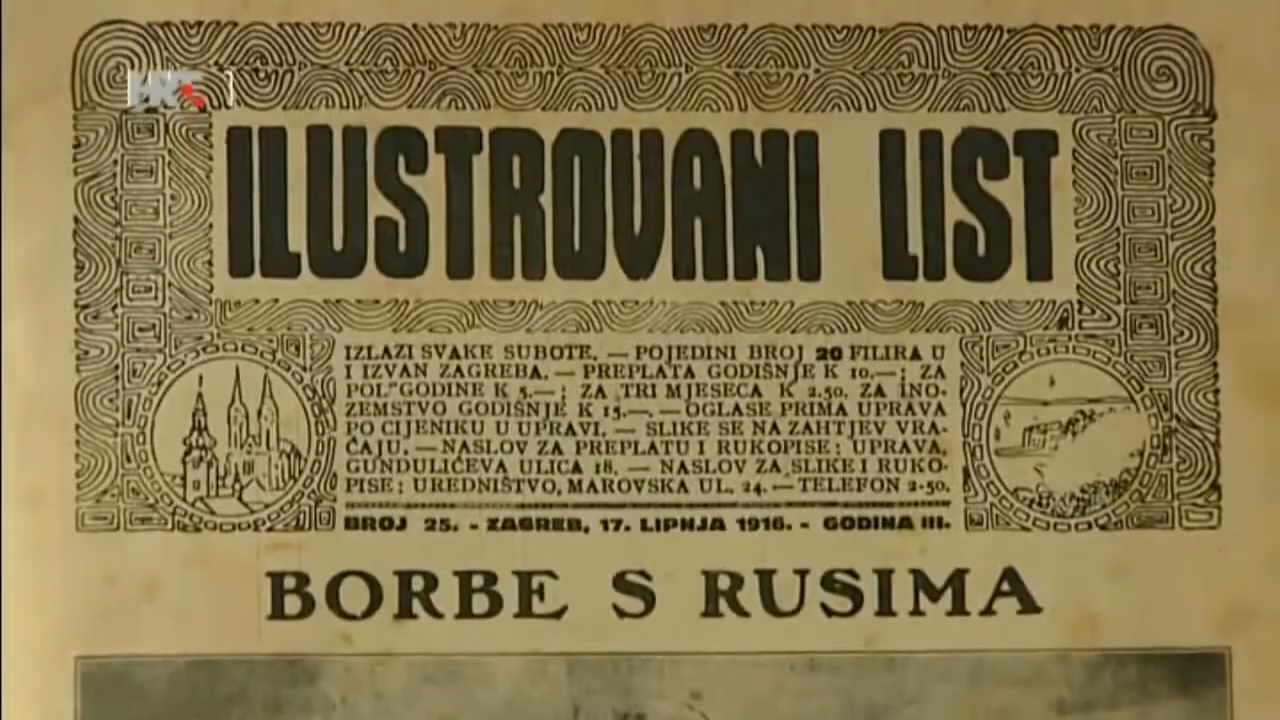 HRT 1
ILUSTROVANI LIST
IZLAZI SVAKE SUBOTE. — POJEDINI BROJ 20 FILIRA U
I IZVAN ZAGREBA. — PREPLATA GODIŠNJE K 10.—; ZA
POL GODINE K 5.—; ZA TRI MJESECA K 2.50. ZA INO-
ZEMSTVO GODIŠNJE K 15.—. — OGLASE PRIMA UPRAVA
PO CIJENIKU U UPRAVI. — SLIKE SE NA ZAHTJEV VRA-
ĆAJU. — NASLOV ZA PREPLATU I RUKOPISE: UPRAVA,
GUNDULIĆEVA ULICA 18. — NASLOV ZA SLIKE I RUKO-
PISE: UREDNIŠTVO, MAROVSKA UL. 24. — TELEFON 2-50.
BROJ 25. - ZAGREB, 17. LIPNJA 1916. - GODINA III.
BORBE S RUSIMA